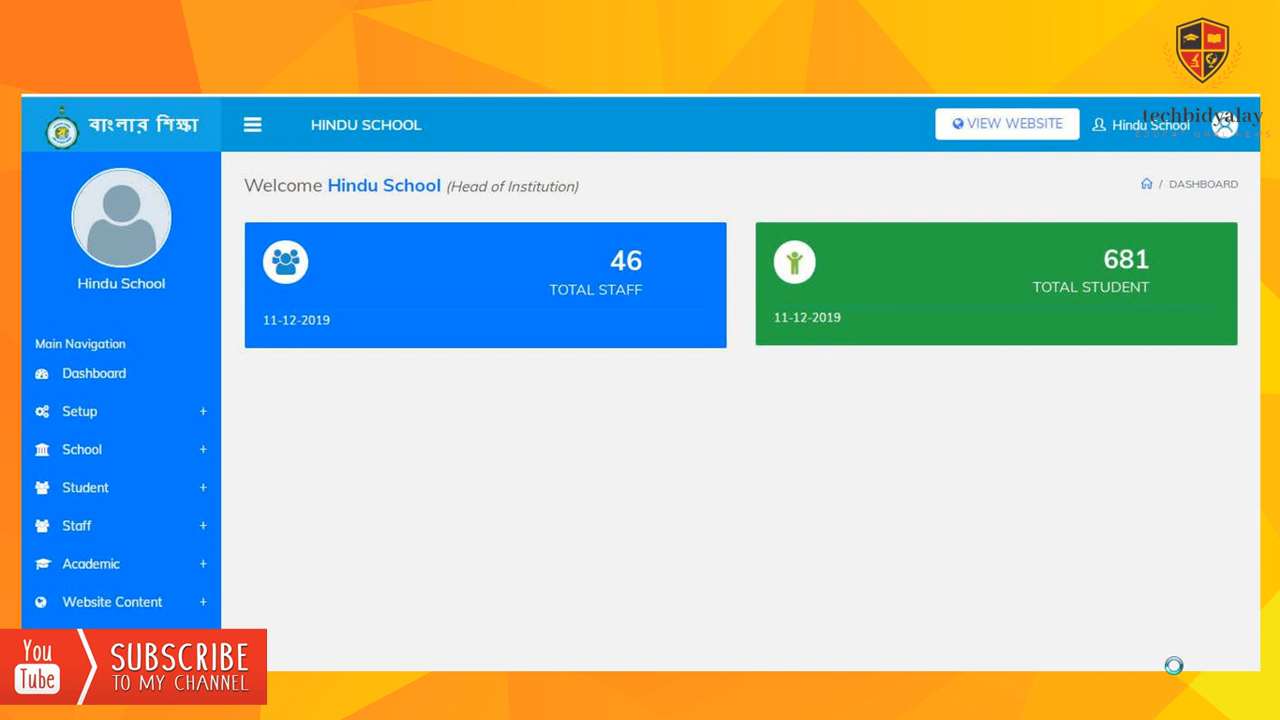 techbidyalay
EDUCATIONAL NEWS
বাংলার শিক্ষা
HINDU SCHOOL
VIEW WEBSITE
Hindu School
Hindu School
Welcome Hindu School (Head of Institution)
/ DASHBOARD
46
TOTAL STAFF
11-12-2019
681
TOTAL STUDENT
11-12-2019
Main Navigation
Dashboard
Setup +
School +
Student +
Staff +
Academic +
Website Content +
You
Tube
SUBSCRIBE
TO MY CHANNEL